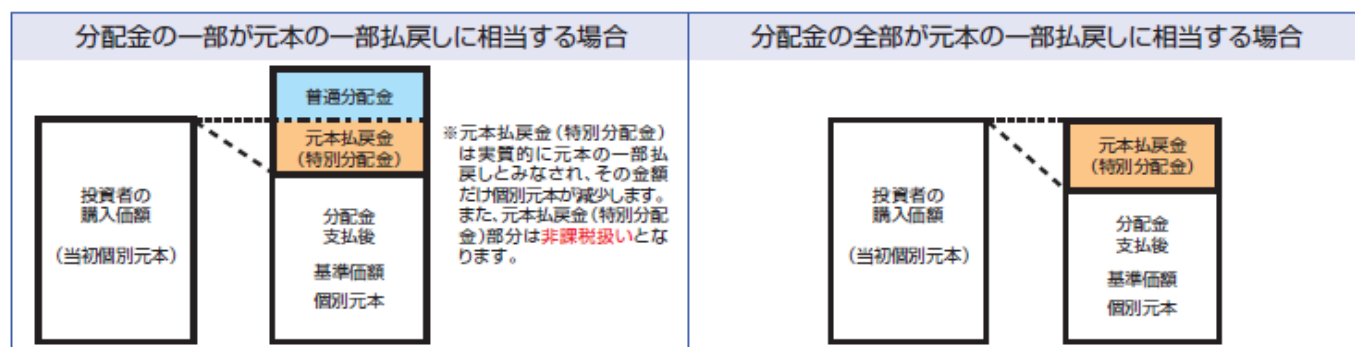 分配金の一部が元本の一部払戻しに相当する場合
普通分配金
元本払戻金
(特別分配金)
投資者の
購入価額
(当初個別元本)
分配金
支払後
基準価額
個別元本
※元本払戻金(特別分配金)
は実質的に元本の一部払
戻しとみなされ、その金額
だけ個別元本が減少します。
また、元本払戻金(特別分配
金)部分は非課税扱いとな
ります。
分配金の全部が元本の一部払戻しに相当する場合
元本払戻金
(特別分配金)
投資者の
購入価額
(当初個別元本)
分配金
支払後
基準価額
個別元本